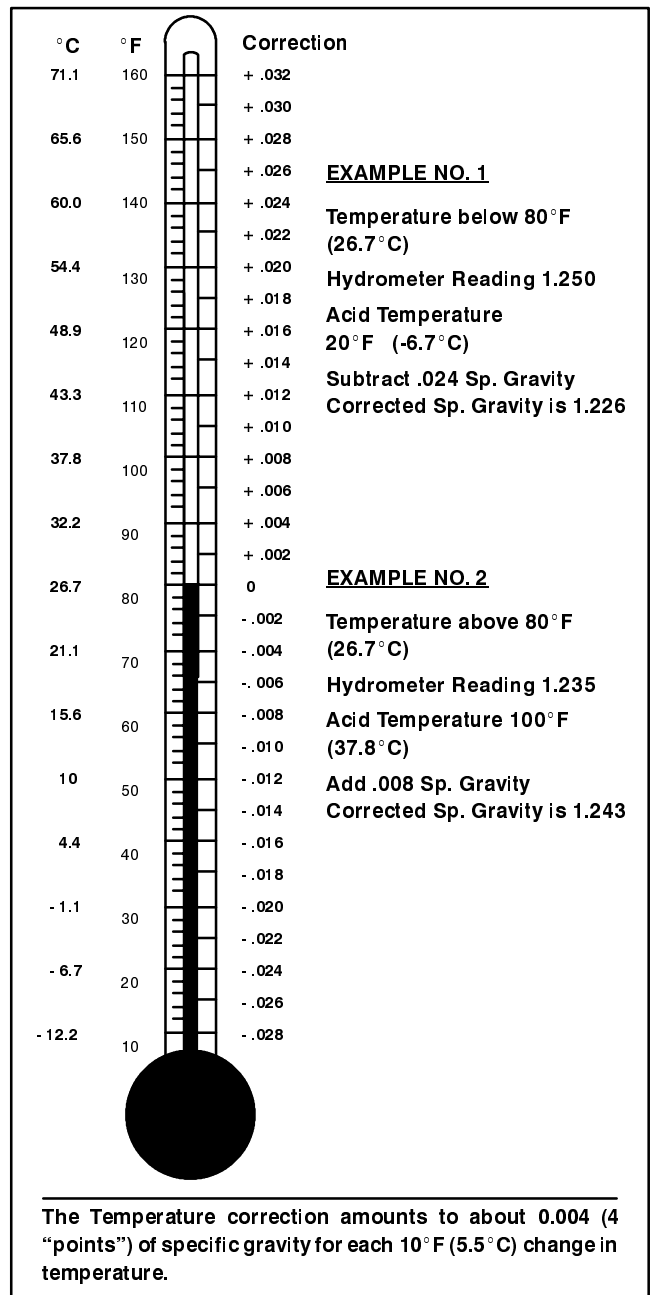 °C °F Correction
71.1 160 + .032
+ .030
65.6 150 + .028
+ .026
60.0 140 + .024
+ .022
54.4 130 + .020
+ .018
48.9 120 + .016
+ .014
43.3 110 + .012
+ .010
37.8 100 + .008
+ .006
32.2 90 + .004
+ .002
26.7 80 0
- .002
21.1 70 - .004
- . 006
15.6 60 - .008
- .010
10 50 - .012
- .014
4.4 40 - .016
- .018
- 1.1 30 - .020
- .022
- 6.7 20 - .024
- .026
- 12.2 10 - .028
EXAMPLE NO. 1
Temperature below 80°F
(26.7°C)
Hydrometer Reading 1.250
Acid Temperature
20°F (-6.7°C)
Subtract .024 Sp. Gravity
Corrected Sp. Gravity is 1.226
EXAMPLE NO. 2
Temperature above 80°F
(26.7°C)
Hydrometer Reading 1.235
Acid Temperature 100°F
(37.8°C)
Add .008 Sp. Gravity
Corrected Sp. Gravity is 1.243
The Temperature correction amounts to about 0.004 (4
“points”) of specific gravity for each 10°F (5.5°C) change in
temperature.